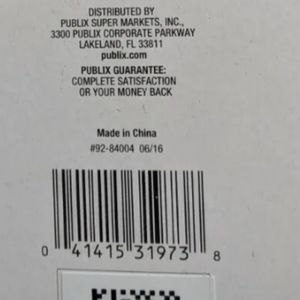 DISTRIBUTED BY
PUBLIX SUPER MARKETS, INC.,
3300 PUBLIX CORPORATE PARKWAY
LAKELAND, FL 33811
publix.com
PUBLIX GUARANTEE:
COMPLETE SATISFACTION
OR YOUR MONEY BACK
Made in China
#92-84004 06/16
0 41415 31973 8